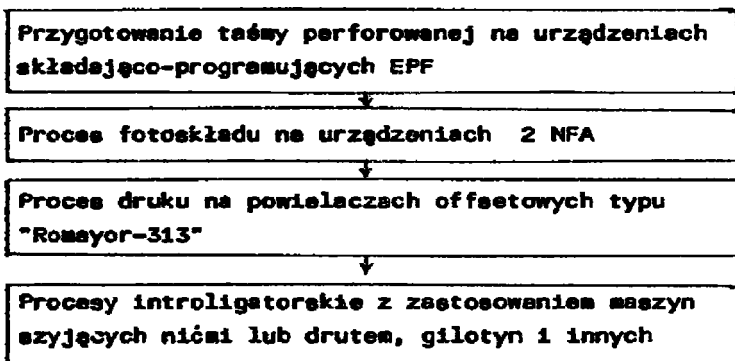 Przygotowanie taśmy perforowanej na urządzeniach
składająco-programujących EPF
Proces fotoskładu na urządzeniach 2 NFA
Proces druku na powielaczach offsetowych typu
"Romayor-313"
Procesy introligatorskie z zastosowaniem maszyn
szyjących nićmi lub drutem, gilotyn i innych